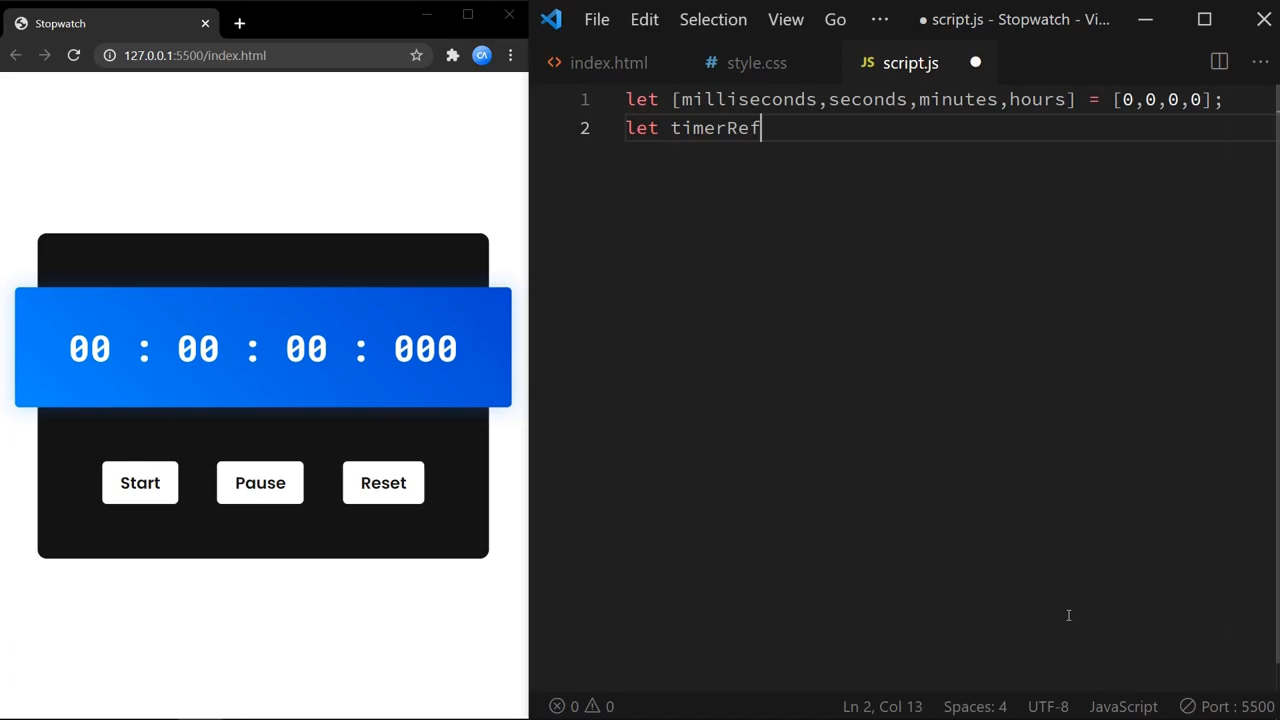 Stopwatch
127.0.0.1:5500/index.html
CA
00 : 00 : 00 : 000
Start
Pause
Reset
File Edit Selection View Go ··· ● script.js - Stopwatch - Vi...
<> index.html
# style.css
JS script.js
1 let [milliseconds,seconds,minutes,hours] = [0,0,0,0];
2 let timerRef
0 0
Ln 2, Col 13 Spaces: 4 UTF-8 JavaScript Port : 5500